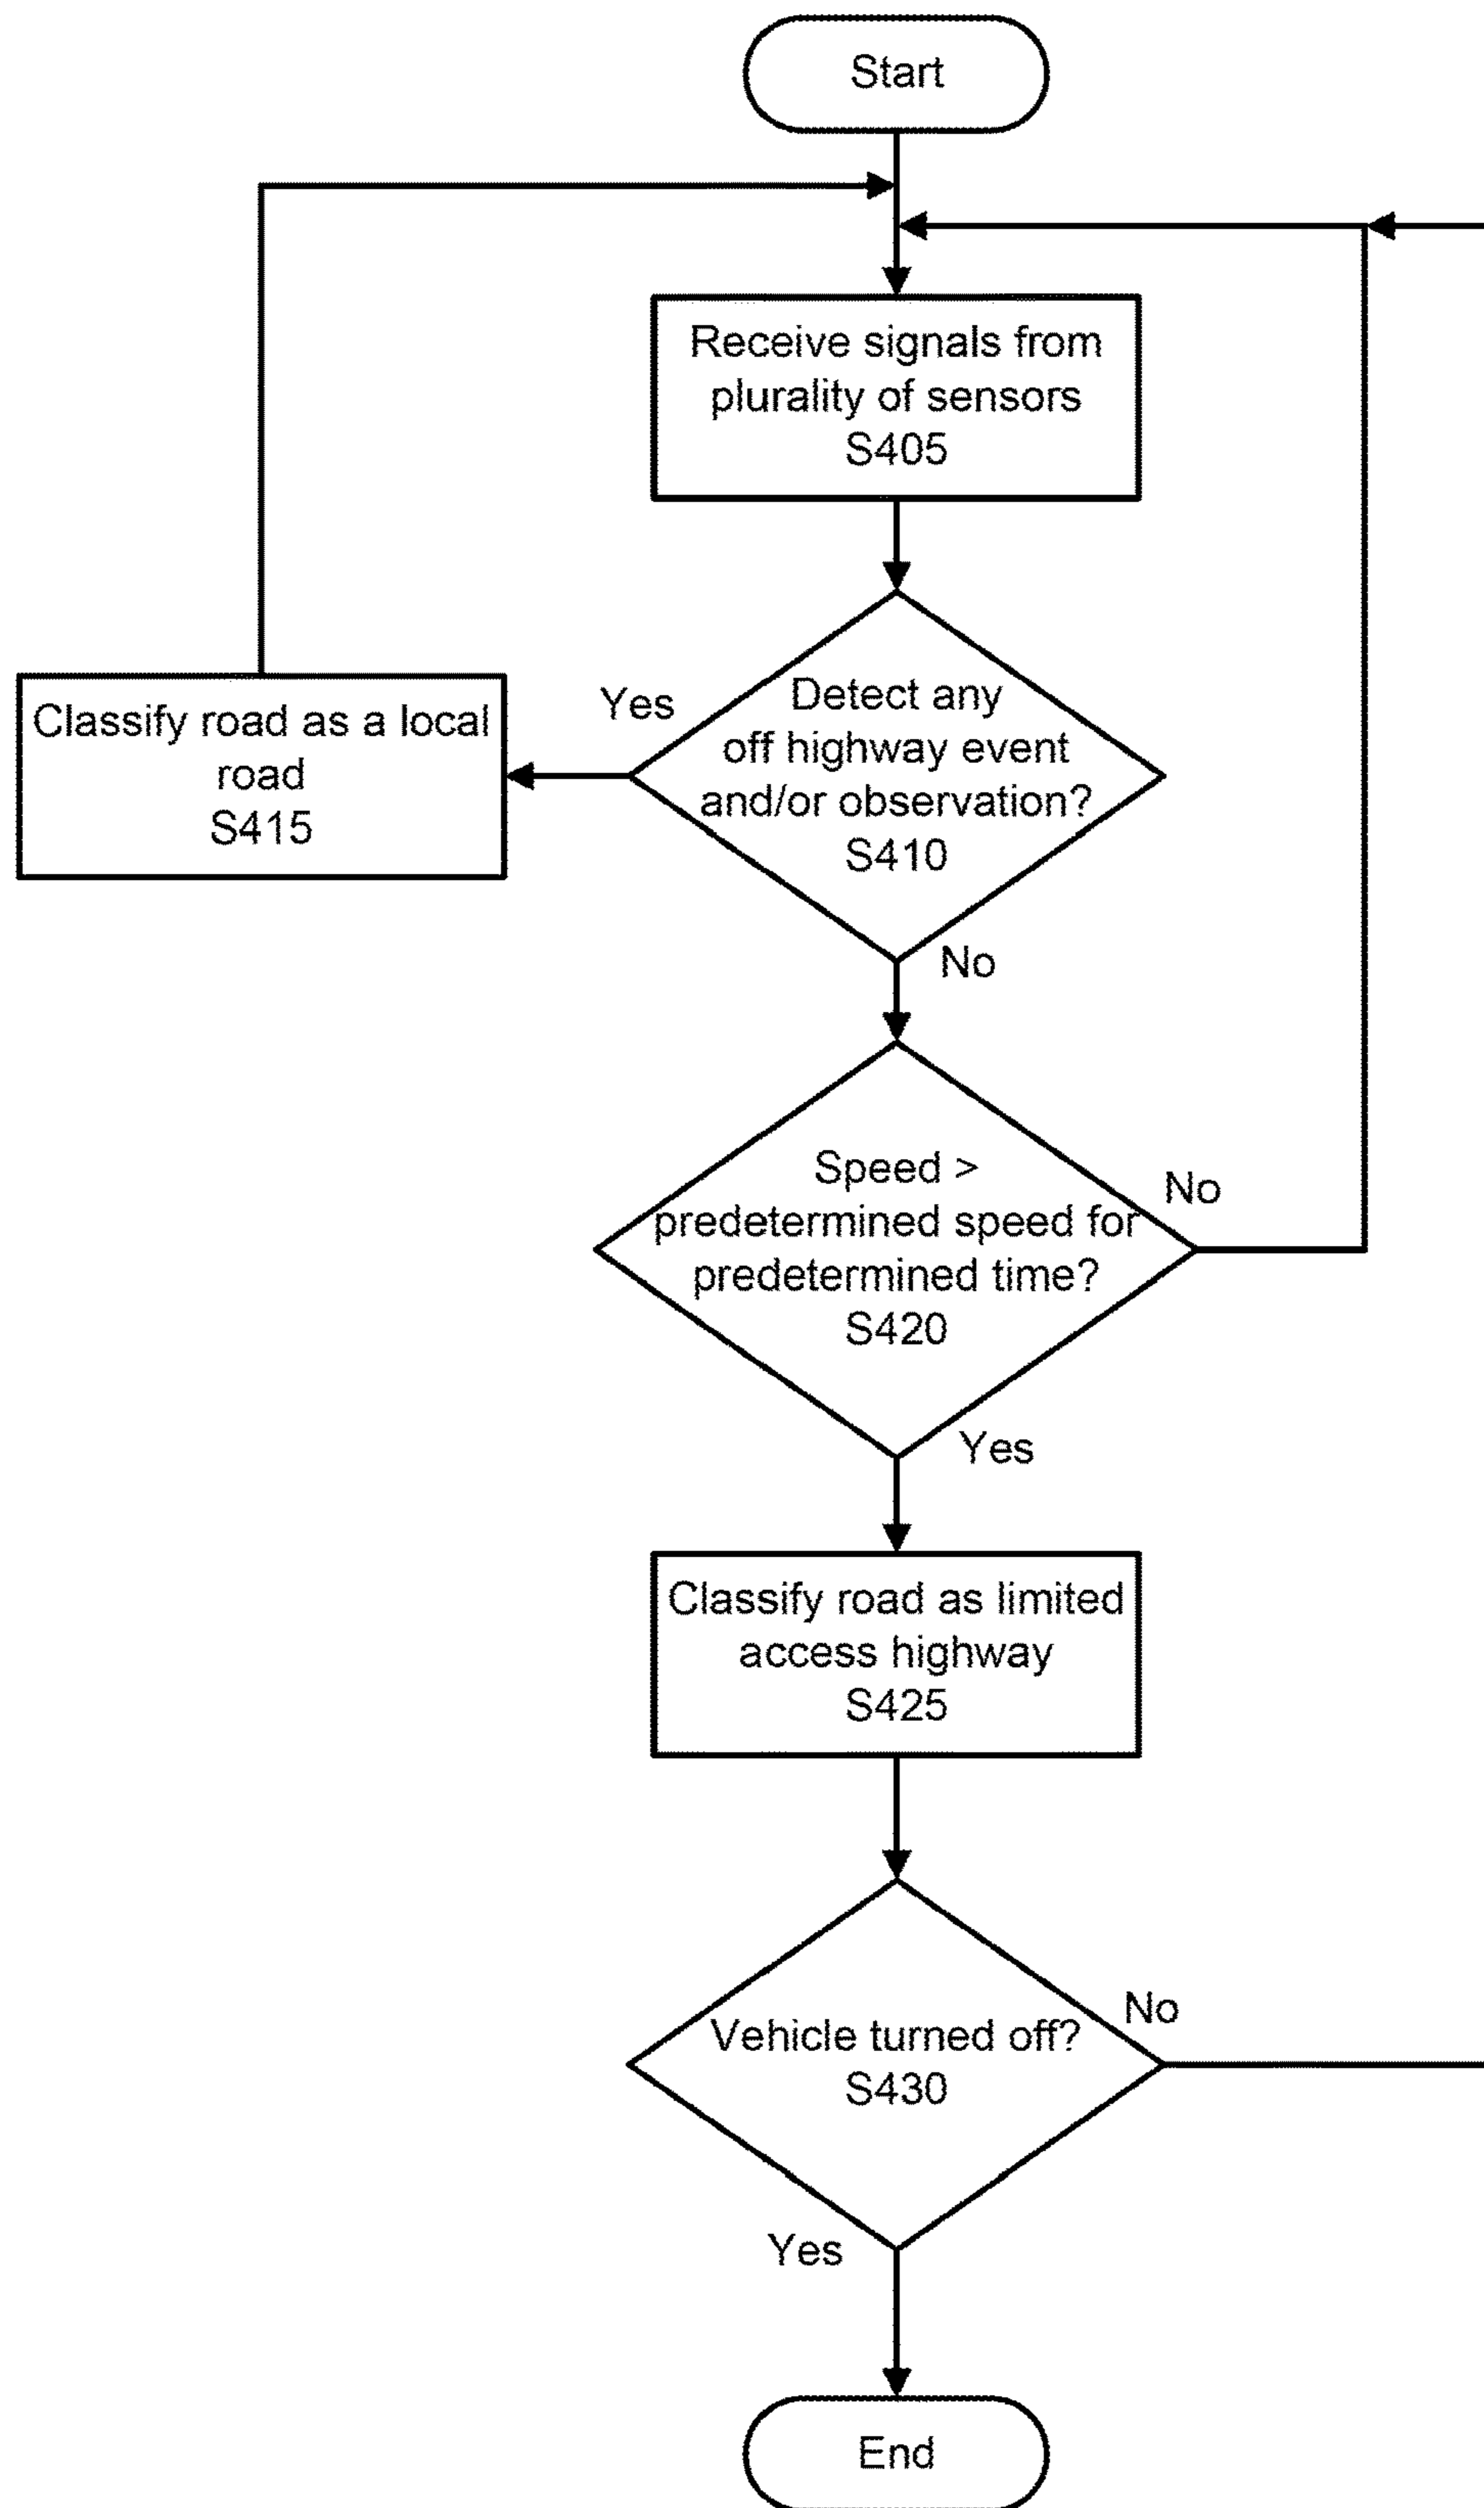 Start
Receive signals from
plurality of sensors
S405
Yes
Detect any
off highway event
and/or observation?
S410
Classify road as a local
road
S415
No
Speed >
predetermined speed for
predetermined time?
S420
No
Yes
Classify road as limited
access highway
S425
Vehicle turned off?
S430
No
Yes
End